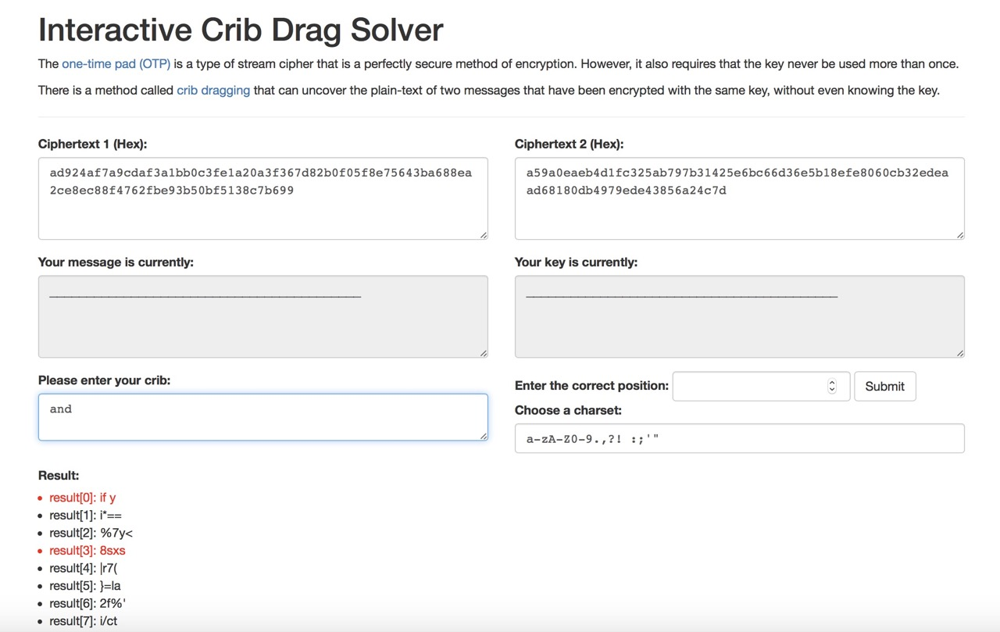 Interactive Crib Drag Solver
The one-time pad (OTP) is a type of stream cipher that is a perfectly secure method of encryption. However, it also requires that the key never be used more than once.
There is a method called crib dragging that can uncover the plain-text of two messages that have been encrypted with the same key, without even knowing the key.
Ciphertext 1 (Hex):
ad924af7a9cdaf3a1bb0c3fe1a20a3f367d82b0f05f8e75643ba688ea
2ce8ec88f4762fbe93b50bf5138c7b699
Ciphertext 2 (Hex):
a59a0eaeb4d1fc325ab797b31425e6bc66d36e5b18efe8060cb32edea
ad68180db4979ede43856a24c7d
Your message is currently:
__________________________________________
Your key is currently:
__________________________________________
Please enter your crib:
and
Enter the correct position:
Submit
Choose a charset:
a-zA-Z0-9.,?! :;'"
Result:
result[0]: if y
result[1]: i*==
result[2]: %7y<
result[3]: 8sxs
result[4]: |r7(
result[5]: }=la
result[6]: 2f%'
result[7]: i/ct